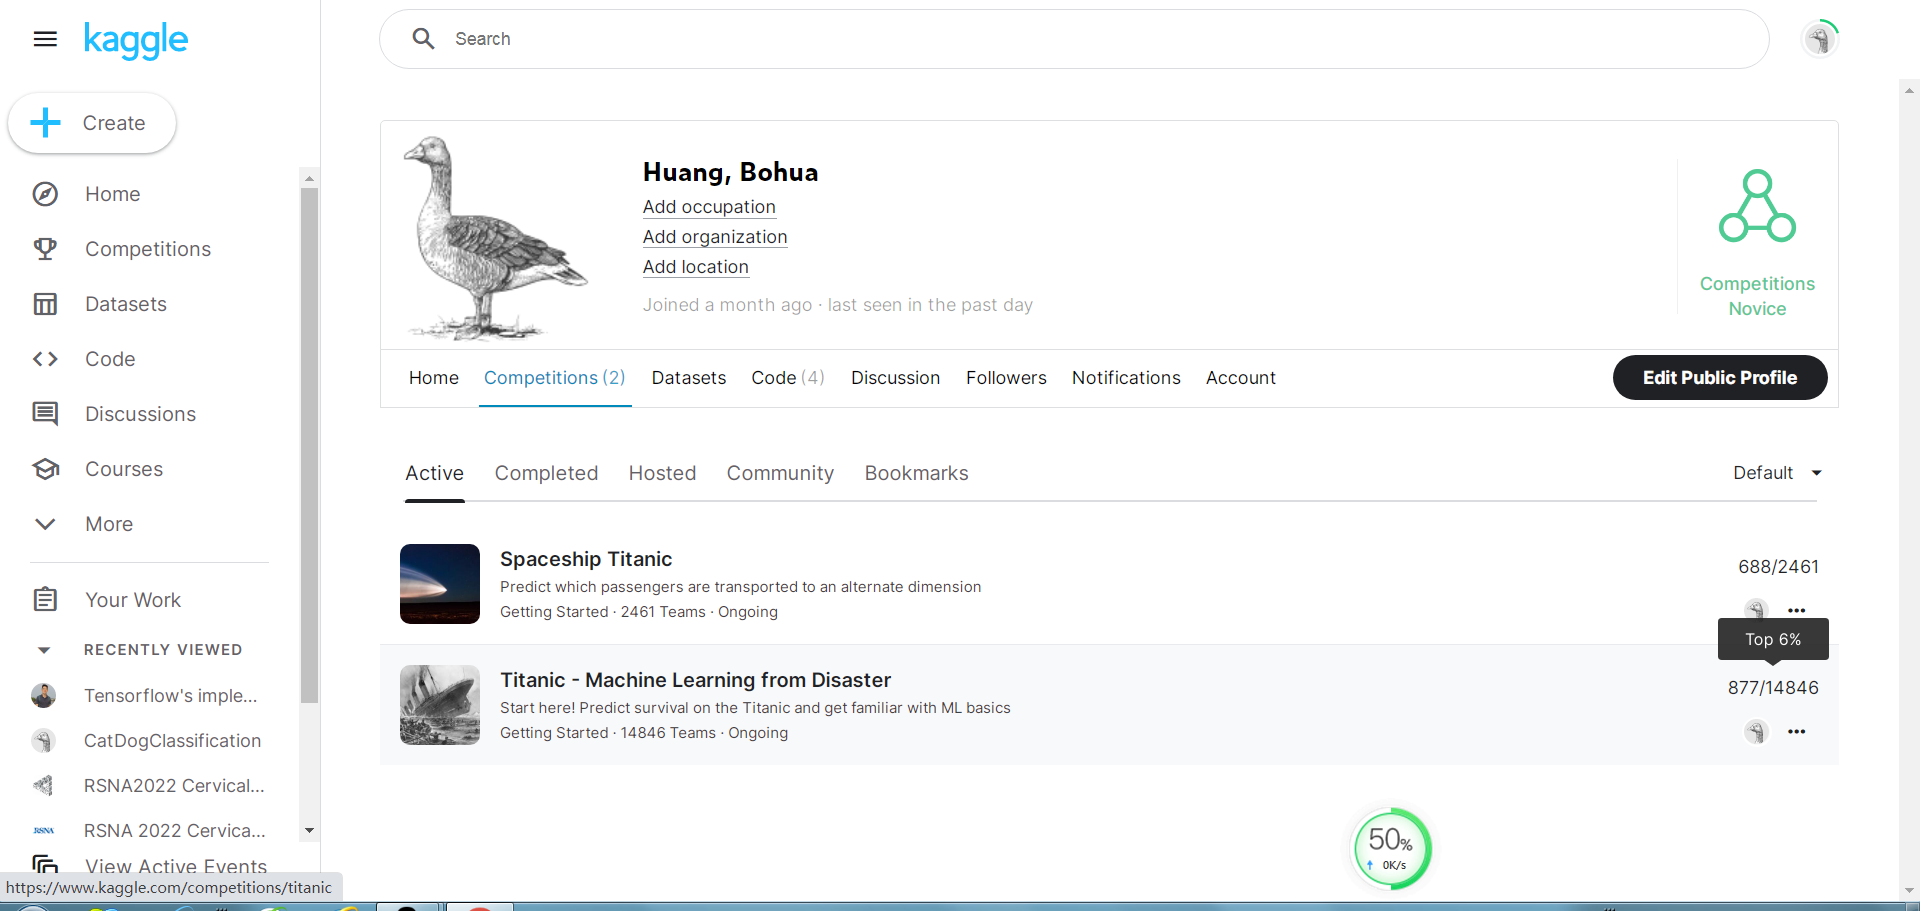 kaggle
Search
Create
Home
Competitions
Datasets
Code
Discussions
Courses
More
Your Work
RECENTLY VIEWED
Tensorflow's imple...
CatDogClassification
RSNA2022 Cervical...
RSNA
RSNA 2022 Cervica...
View Active Events
https://www.kaggle.com/competitions/titanic
Huang, Bohua
Add occupation
Add organization
Add location
Joined a month ago · last seen in the past day
Competitions
Novice
Home Competitions (2) Datasets Code (4) Discussion Followers Notifications Account Edit Public Profile
Active Completed Hosted Community Bookmarks Default
Spaceship Titanic
Predict which passengers are transported to an alternate dimension
Getting Started · 2461 Teams · Ongoing
688/2461
Top 6%
Titanic - Machine Learning from Disaster
Start here! Predict survival on the Titanic and get familiar with ML basics
Getting Started · 14846 Teams · Ongoing
877/14846
50%
0K/s